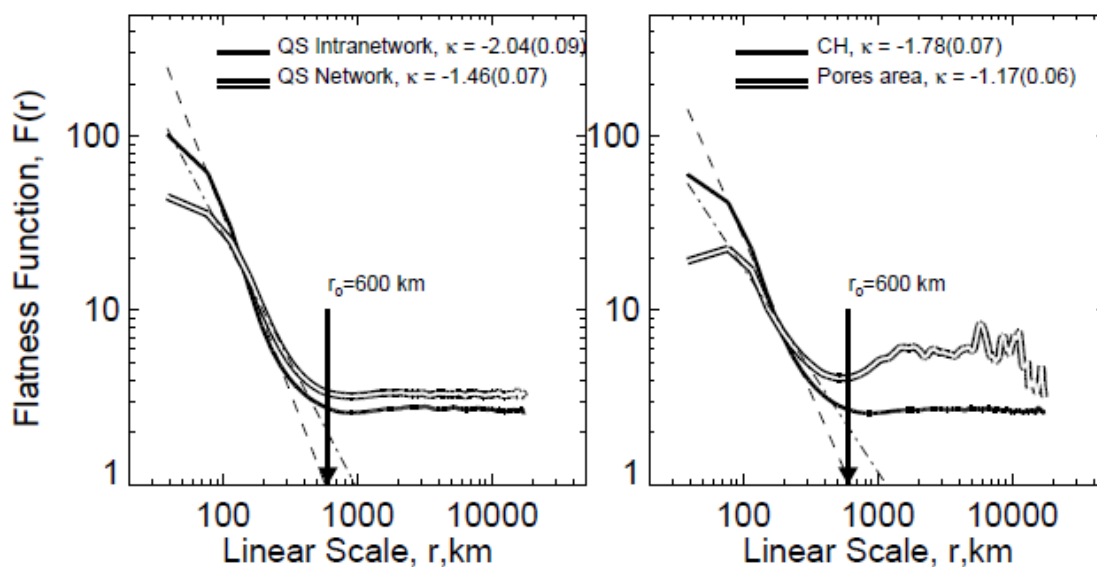 QS Intranetwork, κ = -2.04(0.09)
QS Network, κ = -1.46(0.07)
Flatness Function, F(r)
100
10
1
r₀=600 km
100
1000
10000
Linear Scale, r,km
CH, κ = -1.78(0.07)
Pores area, κ = -1.17(0.06)
100
10
1
r₀=600 km
100
1000
10000
Linear Scale, r,km